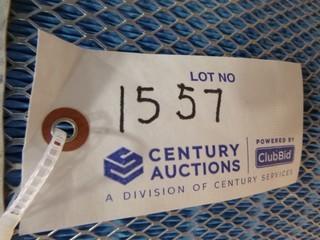 LOT NO
1557
CENTURY AUCTIONS
POWERED BY
ClubBid
A DIVISION OF CENTURY SERVICES